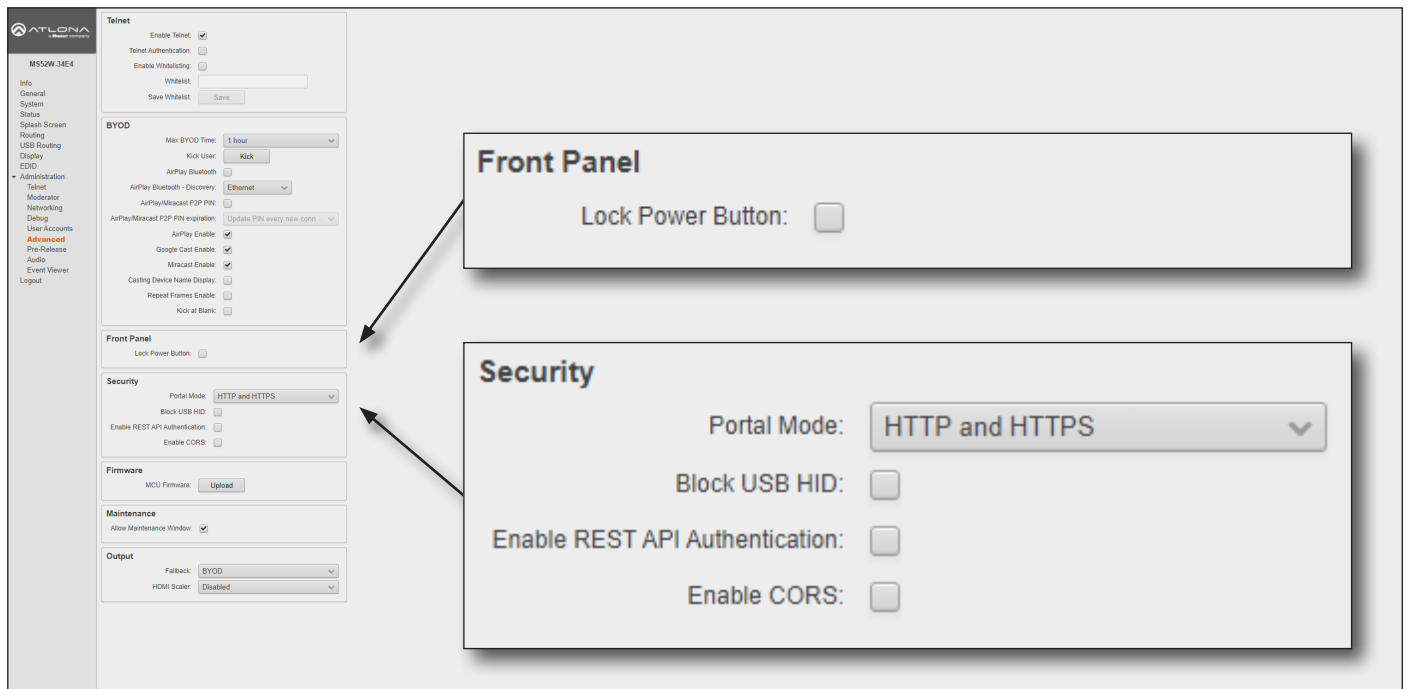 ATLONA
a Panduit company
MS52W-34E4
Info
General
System
Status
Splash Screen
Routing
USB Routing
Display
EDID
Administration
Telnet
Moderator
Networking
Debug
User Accounts
Advanced
Pre-Release
Audio
Event Viewer
Logout
Telnet
Enable Telnet:
Telnet Authentication:
Enable Whitelisting:
Whitelist:
Save Whitelist: Save
BYOD
Max BYOD Time: 1 hour
Kick User: Kick
AirPlay Bluetooth
AirPlay Bluetooth - Discovery: Ethernet
AirPlay/Miracast P2P PIN:
AirPlay/Miracast P2P PIN expiration: Update PIN every new conn...
AirPlay Enable:
Google Cast Enable:
Miracast Enable:
Casting Device Name Display:
Repeat Frames Enable:
Kick at Blank:
Front Panel
Lock Power Button:
Security
Portal Mode: HTTP and HTTPS
Block USB HID:
Enable REST API Authentication:
Enable CORS:
Firmware
MCU Firmware: Upload
Maintenance
Allow Maintenance Window:
Output
Fallback: BYOD
HDMI Scaler: Disabled
Front Panel
Lock Power Button:
Security
Portal Mode: HTTP and HTTPS
Block USB HID:
Enable REST API Authentication:
Enable CORS: